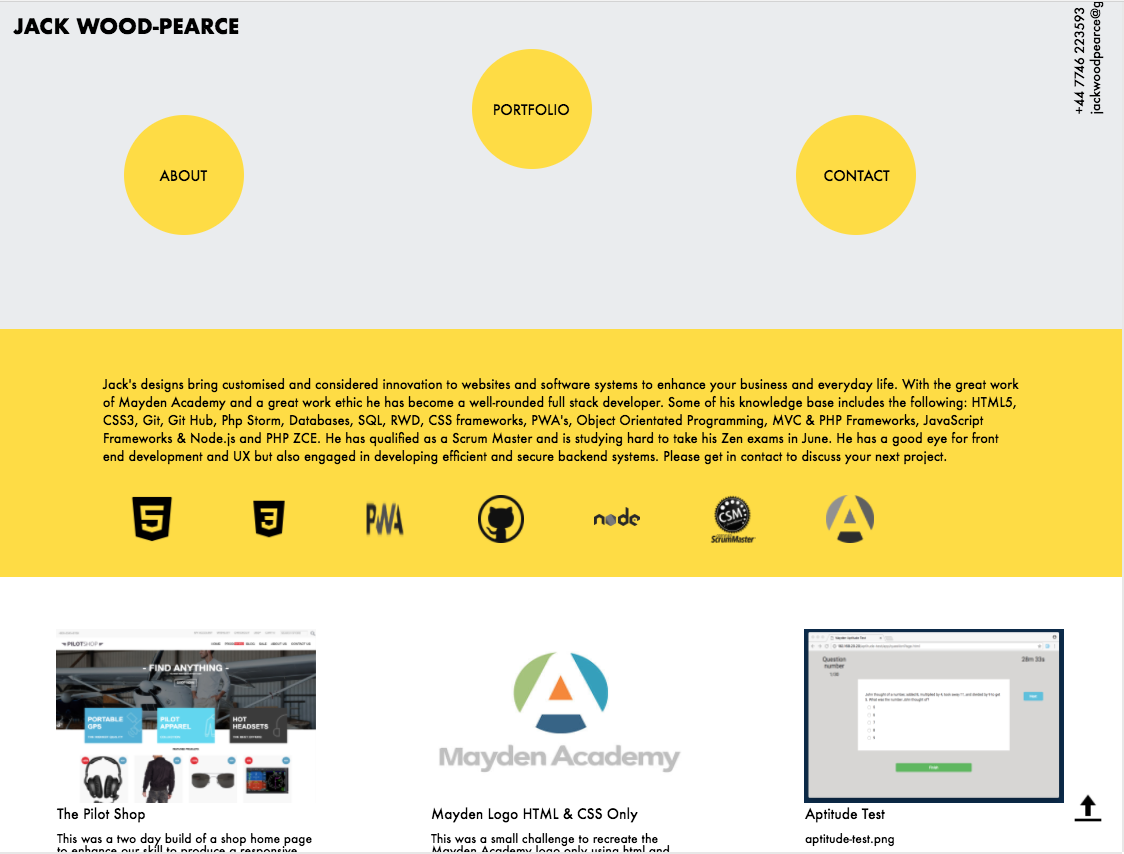 JACK WOOD-PEARCE
+44 7746 223593
jackwoodpearce@g
PORTFOLIO
ABOUT
CONTACT
Jack's designs bring customised and considered innovation to websites and software systems to enhance your business and everyday life. With the great work
of Mayden Academy and a great work ethic he has become a well-rounded full stack developer. Some of his knowledge base includes the following: HTML5,
CSS3, Git, Git Hub, Php Storm, Databases, SQL, RWD, CSS frameworks, PWA's, Object Orientated Programming, MVC & PHP Frameworks, JavaScript
Frameworks & Node.js and PHP ZCE. He has qualified as a Scrum Master and is studying hard to take his Zen exams in June. He has a good eye for front
end development and UX but also engaged in developing efficient and secure backend systems. Please get in contact to discuss your next project.
5
3
PWA
node
CSM
ScrumMaster
PILOTSHOP
- FIND ANYTHING -
PORTABLE
GPS
PILOT
APPAREL
HOT
HEADSETS
Mayden Academy
Mayden Aptitude Test
Question
number
28m 33s
The Pilot Shop
Mayden Logo HTML & CSS Only
Aptitude Test
This was a two day build of a shop home page
to enhance our skill to produce a responsive
This was a small challenge to recreate the
Mayden Academy logo only using html and
aptitude-test.png